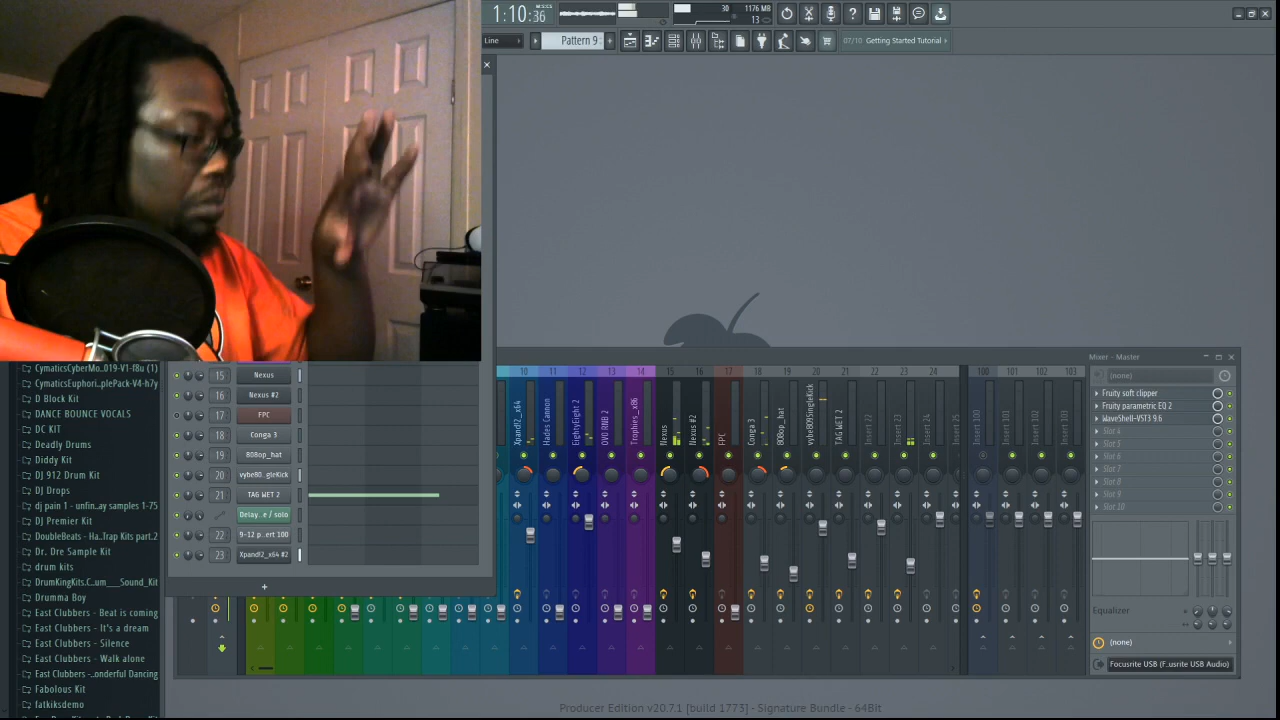 1:10:36
30
1176 MB
13
Line
Pattern 9
07/10 Getting Started Tutorial
CymaticsCyberMo...019-V1-f8u (1)
CymaticsEuphori...plePack-V4-h7y
D Block Kit
DANCE BOUNCE VOCALS
DC KIT
Deadly Drums
Diddy Kit
DJ 912 Drum Kit
DJ Drops
dj pain 1 - unfin...ay samples 1-75
DJ Premier Kit
DoubleBeats - Ha...Trap Kits part.2
Dr. Dre Sample Kit
drum kits
DrumKingKits.C...um___Sound_Kit
Drumma Boy
East Clubbers - Beat is coming
East Clubbers - It's a dream
East Clubbers - Silence
East Clubbers - Walk alone
East Clubbers -...onderful Dancing
Fabolous Kit
fatkiksdemo
15 Nexus
16 Nexus #2
17 FPC
18 Conga 3
19 808op_hat
20 vybe80...gleKick
21 TAG WET 2
Delay...e / solo
22 9-12 p...ert 100
23 Xpand!2_x64 #2
+
10 11 12 13 14 15 16 17 18 19 20 21 22 23 24 100 101 102 103
Xpand!2_x64
Hades Cannon
EightyEight 2
OVO RNB 2
Trophies_x86
Nexus
Nexus #2
FPC
Conga 3
808op_hat
vybe808SingleKick
TAG WET 2
Insert 22
Insert 23
Insert 24
Insert 100
Insert 101
Insert 102
Insert 103
Mixer - Master
(none)
Fruity soft clipper
Fruity parametric EQ 2
WaveShell-VST3 9.6
Slot 4
Slot 5
Slot 6
Slot 7
Slot 8
Slot 9
Slot 10
Equalizer
(none)
Focusrite USB (F...usrite USB Audio)
Producer Edition v20.7.1 [build 1773] - Signature Bundle - 64Bit